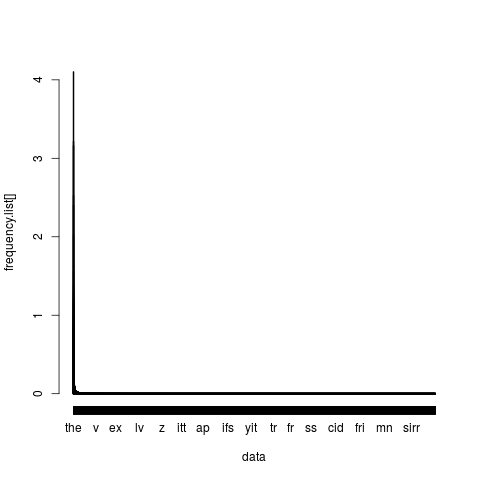 4
3
2
1
0
frequency.list[]
the v ex lv z itt ap ifs yit tr fr ss cid fri mn sirr
data